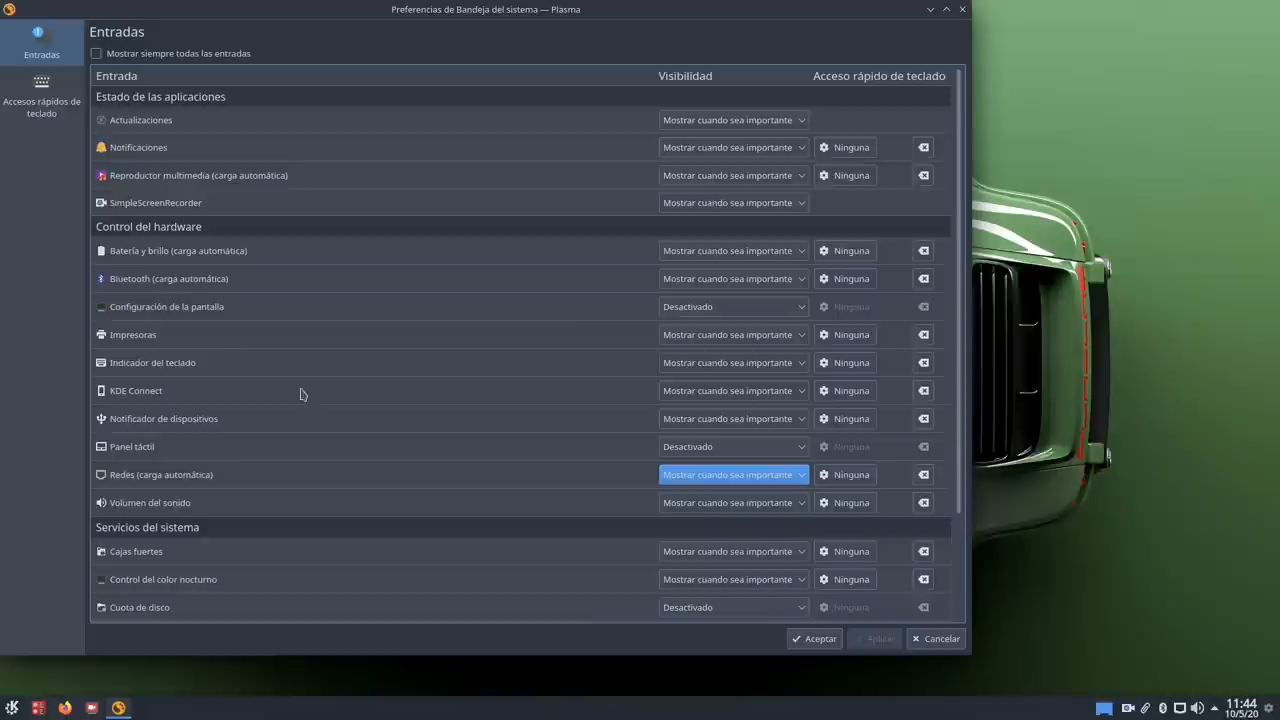 Preferencias de Bandeja del sistema — Plasma
Entradas
Accesos rápidos de
teclado
Entradas
Mostrar siempre todas las entradas
Entrada Visibilidad Acceso rápido de teclado
Estado de las aplicaciones
Actualizaciones Mostrar cuando sea importante
Notificaciones Mostrar cuando sea importante Ninguna
Reproductor multimedia (carga automática) Mostrar cuando sea importante Ninguna
SimpleScreenRecorder Mostrar cuando sea importante
Control del hardware
Batería y brillo (carga automática) Mostrar cuando sea importante Ninguna
Bluetooth (carga automática) Mostrar cuando sea importante Ninguna
Configuración de la pantalla Desactivado Ninguna
Impresoras Mostrar cuando sea importante Ninguna
Indicador del teclado Mostrar cuando sea importante Ninguna
KDE Connect Mostrar cuando sea importante Ninguna
Notificador de dispositivos Mostrar cuando sea importante Ninguna
Panel táctil Desactivado Ninguna
Redes (carga automática) Mostrar cuando sea importante Ninguna
Volumen del sonido Mostrar cuando sea importante Ninguna
Servicios del sistema
Cajas fuertes Mostrar cuando sea importante Ninguna
Control del color nocturno Mostrar cuando sea importante Ninguna
Cuota de disco Desactivado Ninguna
Aceptar Aplicar Cancelar
11:44
10/5/20